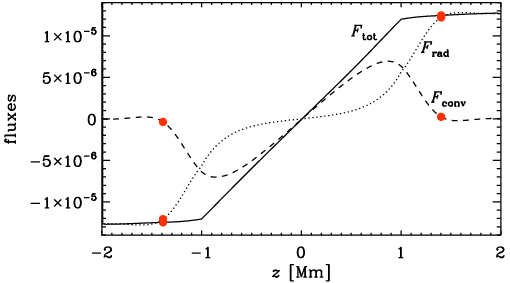 1×10⁻⁵
5×10⁻⁶
0
−5×10⁻⁶
−1×10⁻⁵
fluxes
F_tot
F_rad
F_conv
−2 −1 0 1 2
z [Mm]